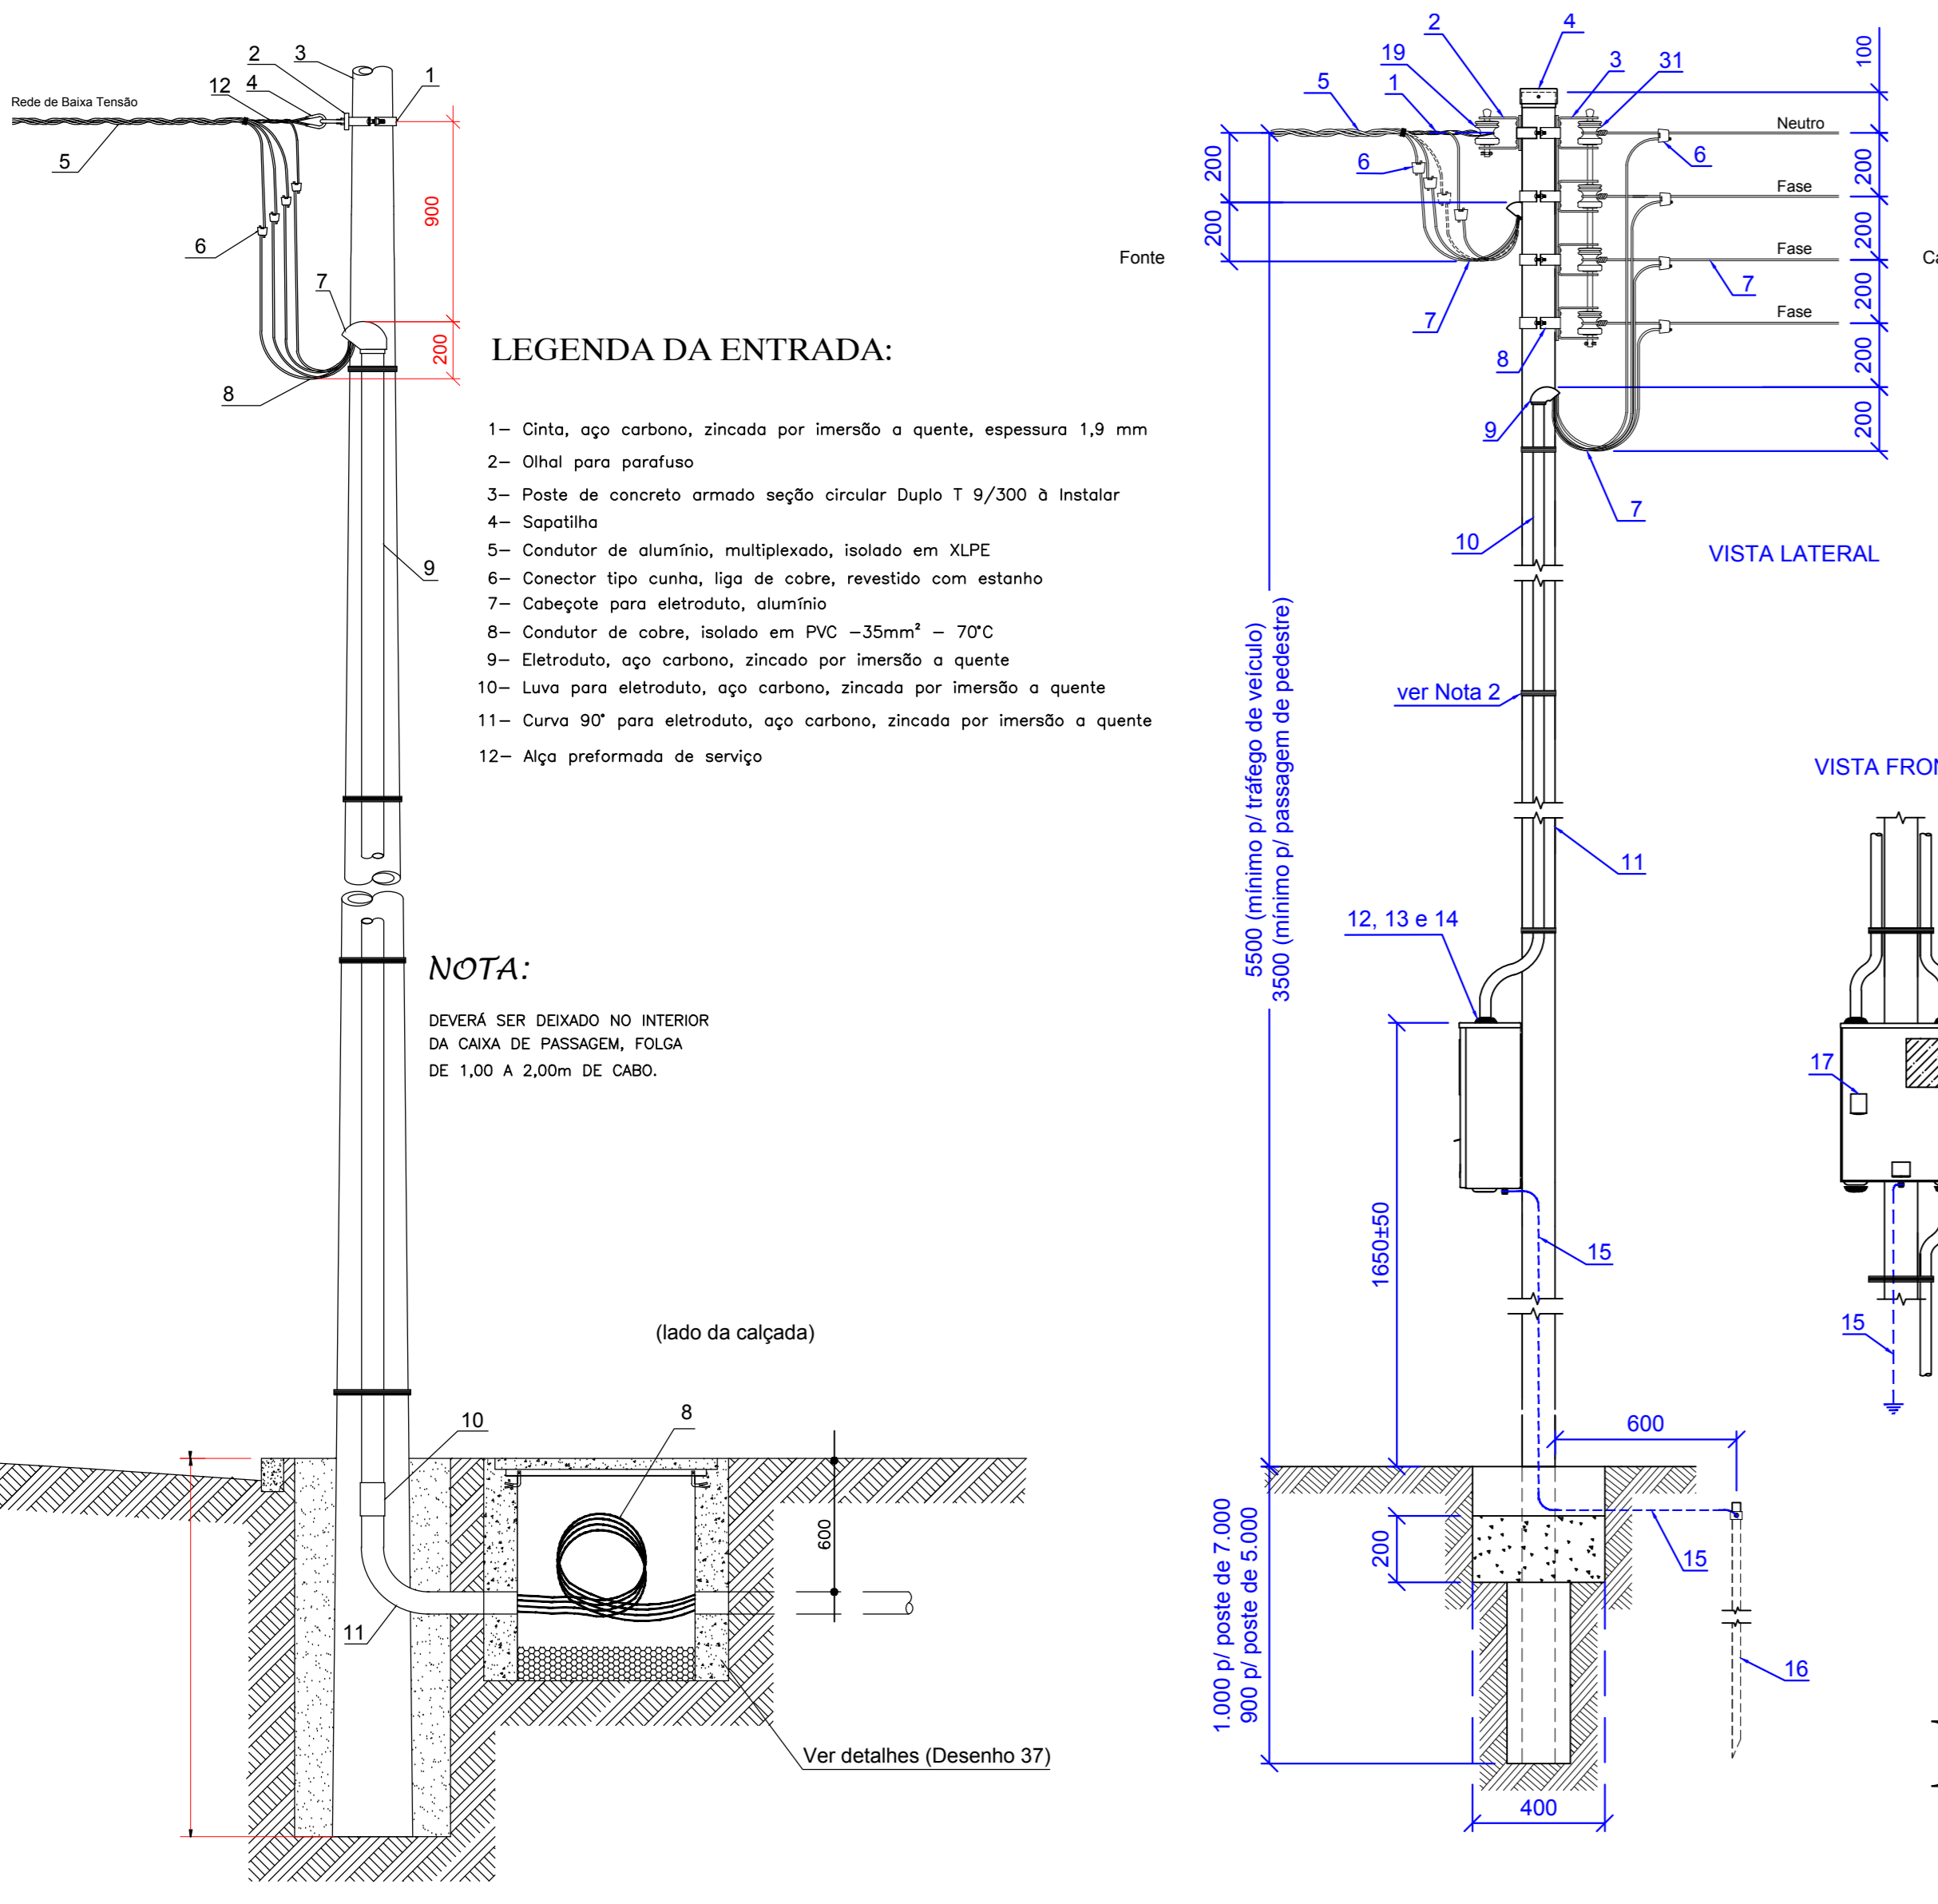 Rede de Baixa Tensão
12
2
4
3
1
5
6
7
8
9
900
200
LEGENDA DA ENTRADA:
1- Cinta, aço carbono, zincada por imersão a quente, espessura 1,9 mm
2- Olhal para parafuso
3- Poste de concreto armado seção circular Duplo T 9/300 à Instalar
4- Sapatilha
5- Condutor de alumínio, multiplexado, isolado em XLPE
6- Conector tipo cunha, liga de cobre, revestido com estanho
7- Cabeçote para eletroduto, alumínio
8- Condutor de cobre, isolado em PVC -35mm² - 70°C
9- Eletroduto, aço carbono, zincado por imersão a quente
10- Luva para eletroduto, aço carbono, zincada por imersão a quente
11- Curva 90° para eletroduto, aço carbono, zincada por imersão a quente
12- Alça preformada de serviço
NOTA:
DEVERÁ SER DEIXADO NO INTERIOR
DA CAIXA DE PASSAGEM, FOLGA
DE 1,00 A 2,00m DE CABO.
(lado da calçada)
10
8
11
600
Ver detalhes (Desenho 37)
2
4
19
3
31
5
1
6
6
7
7
8
9
7
10
Fonte
Neutro
Fase
Fase
Fase
100
200
200
200
200
200
200
200
VISTA LATERAL
ver Nota 2
5500 (mínimo p/ tráfego de veículo)
3500 (mínimo p/ passagem de pedestre)
11
12, 13 e 14
1650±50
15
600
200
15
16
1.000 p/ poste de 7.000
900 p/ poste de 5.000
400
17
15